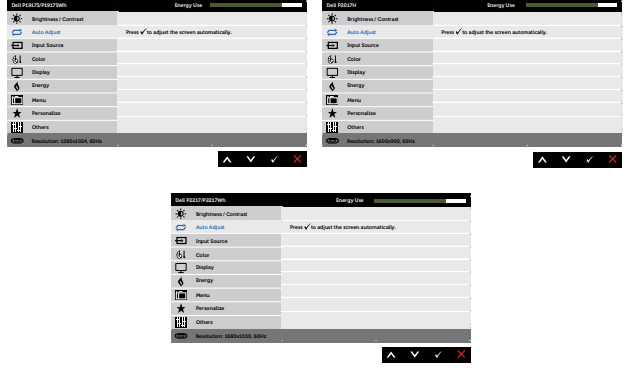 Dell P1917S/P1917SWh Energy Use
Brightness / Contrast
Auto Adjust Press ✓ to adjust the screen automatically.
Input Source
Color
Display
Energy
Menu
Personalize
Others
Resolution: 1280x1024, 60Hz
Dell P2017H Energy Use
Brightness / Contrast
Auto Adjust Press ✓ to adjust the screen automatically.
Input Source
Color
Display
Energy
Menu
Personalize
Others
Resolution: 1600x900, 60Hz
Dell P2217/P2217Wh Energy Use
Brightness / Contrast
Auto Adjust Press ✓ to adjust the screen automatically.
Input Source
Color
Display
Energy
Menu
Personalize
Others
Resolution: 1680x1050, 60Hz